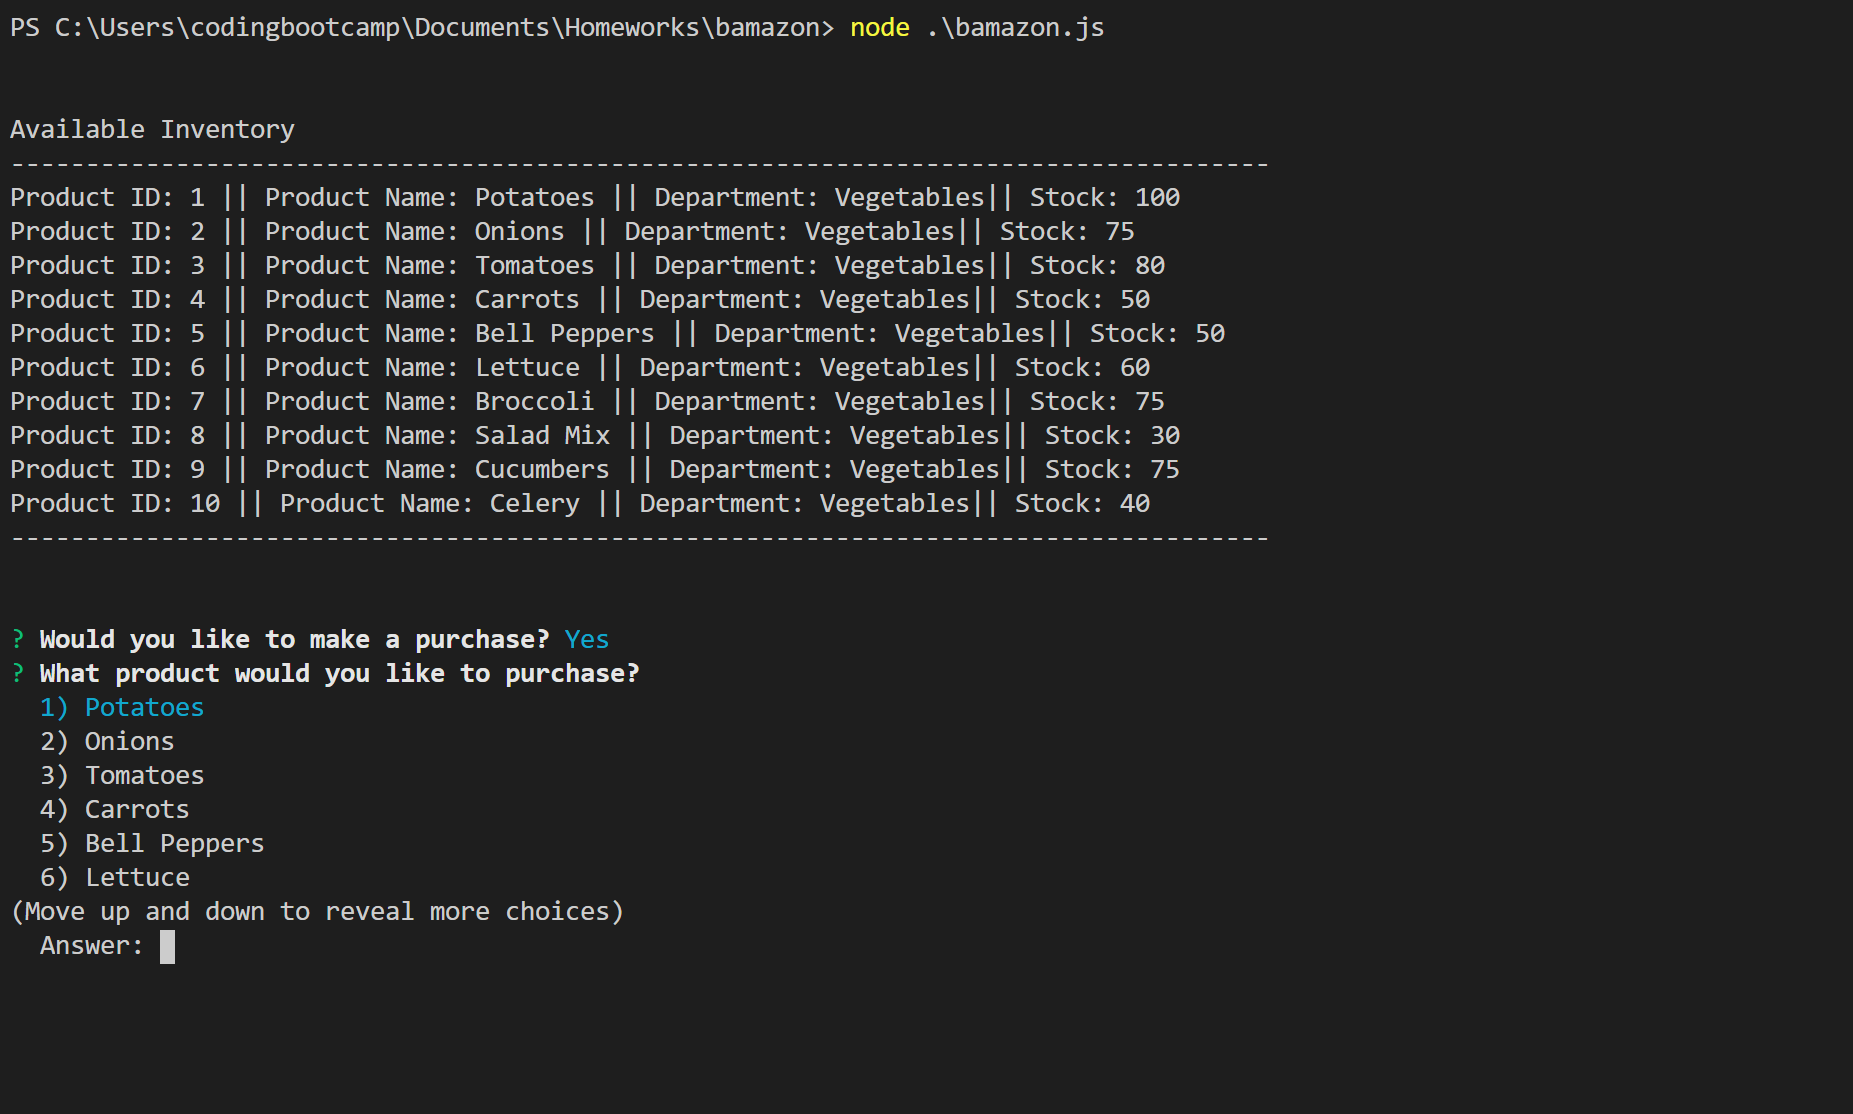 PS C:\Users\codingbootcamp\Documents\Homeworks\bamazon> node .\bamazon.js
Available Inventory
------------------------------------------------------------------------------------
Product ID: 1 || Product Name: Potatoes || Department: Vegetables|| Stock: 100
Product ID: 2 || Product Name: Onions || Department: Vegetables|| Stock: 75
Product ID: 3 || Product Name: Tomatoes || Department: Vegetables|| Stock: 80
Product ID: 4 || Product Name: Carrots || Department: Vegetables|| Stock: 50
Product ID: 5 || Product Name: Bell Peppers || Department: Vegetables|| Stock: 50
Product ID: 6 || Product Name: Lettuce || Department: Vegetables|| Stock: 60
Product ID: 7 || Product Name: Broccoli || Department: Vegetables|| Stock: 75
Product ID: 8 || Product Name: Salad Mix || Department: Vegetables|| Stock: 30
Product ID: 9 || Product Name: Cucumbers || Department: Vegetables|| Stock: 75
Product ID: 10 || Product Name: Celery || Department: Vegetables|| Stock: 40
------------------------------------------------------------------------------------
? Would you like to make a purchase? Yes
? What product would you like to purchase?
  1) Potatoes
  2) Onions
  3) Tomatoes
  4) Carrots
  5) Bell Peppers
  6) Lettuce
(Move up and down to reveal more choices)
  Answer: